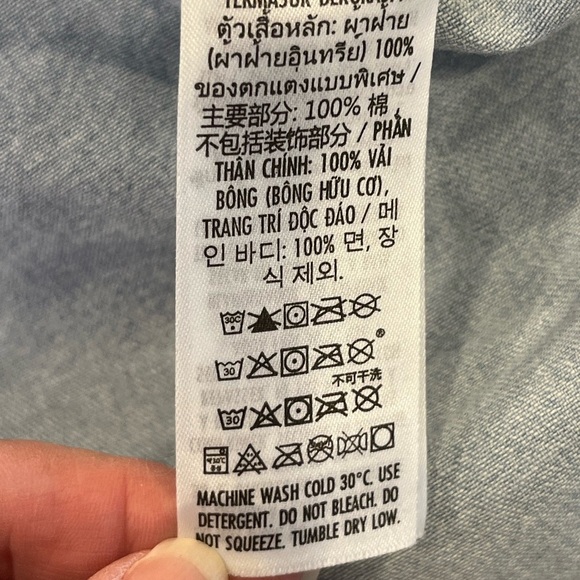 ตัวเสื้อหลัก: ผ้าฝ้าย
(ผ้าฝ้ายอินทรีย์) 100%
ของตกแต่งแบบพิเศษ /
主要部分: 100% 棉,
不包括装饰部分 / PHẦN
THÂN CHÍNH: 100% VẢI
BÔNG (BÔNG HỮU CƠ),
TRANG TRÍ ĐỘC ĐÁO / 메
인 바디: 100% 면, 장
식 제외.
30C
30 ®
不可干洗
30
MACHINE WASH COLD 30°C. USE
DETERGENT. DO NOT BLEACH. DO
NOT SQUEEZE. TUMBLE DRY LOW.